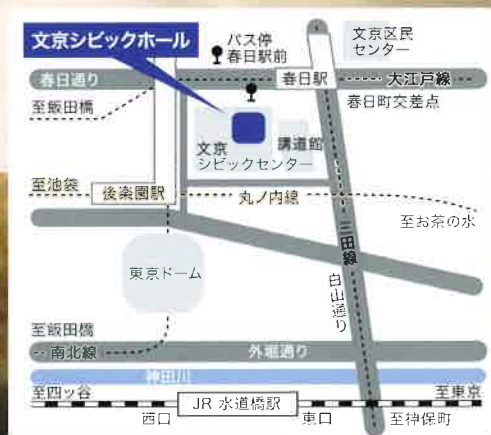 文京シビックホール
バス停
春日駅前
文京区民
センター
春日通り
春日駅
大江戸線
至飯田橋
春日町交差点
文京
シビックセンター
講道館
至池袋
後楽園駅
丸ノ内線
至お茶の水
三田線
白山通り
東京ドーム
至飯田橋
南北線
外堀通り
神田川
至四ッ谷
JR 水道橋駅
至東京
西口
東口
至神保町